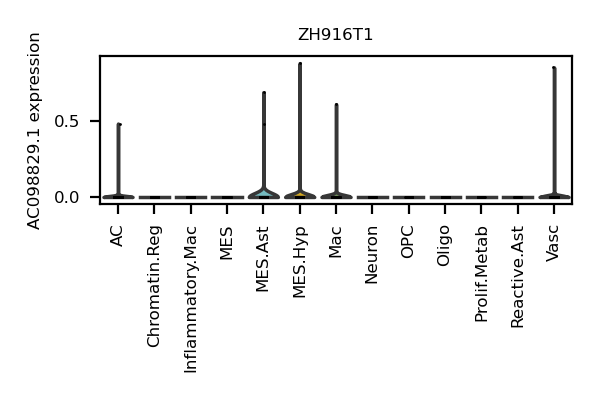 ZH916T1
AC098829.1 expression
0.5
0.0
AC
Chromatin.Reg
Inflammatory.Mac
MES
MES.Ast
MES.Hyp
Mac
Neuron
OPC
Oligo
Prolif.Metab
Reactive.Ast
Vasc